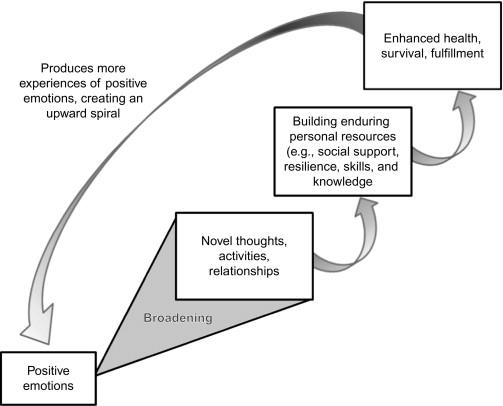 Enhanced health,
survival, fulfillment
Produces more
experiences of positive
emotions, creating an
upward spiral
Building enduring
personal resources
(e.g., social support,
resilience, skills, and
knowledge
Novel thoughts,
activities,
relationships
Broadening
Positive
emotions